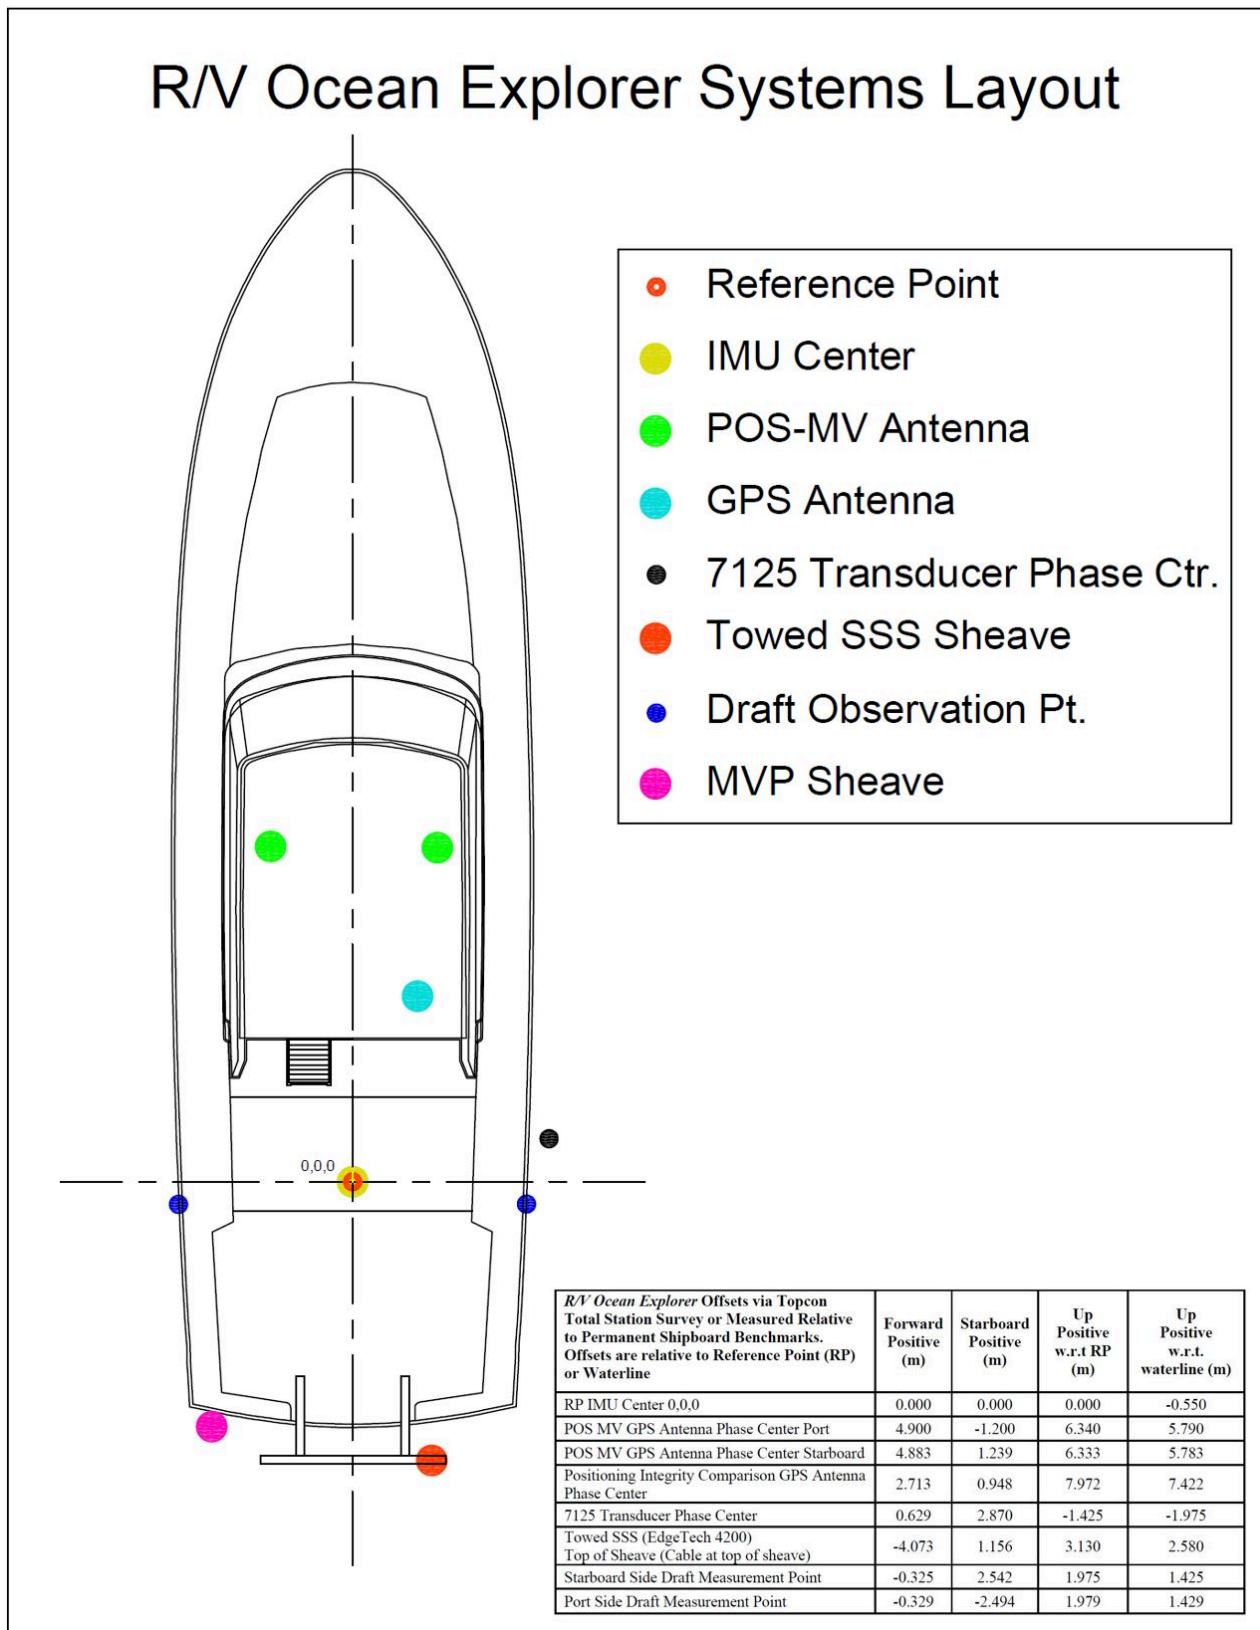 R/V Ocean Explorer Systems Layout
Reference Point
IMU Center
POS-MV Antenna
GPS Antenna
7125 Transducer Phase Ctr.
Towed SSS Sheave
Draft Observation Pt.
MVP Sheave
0,0,0
R/V Ocean Explorer Offsets via Topcon
Total Station Survey or Measured Relative
to Permanent Shipboard Benchmarks.
Offsets are relative to Reference Point (RP)
or Waterline
Forward
Positive
(m)
Starboard
Positive
(m)
Up
Positive
w.r.t RP
(m)
Up
Positive
w.r.t.
waterline (m)
RP IMU Center 0,0,0 0.000 0.000 0.000 -0.550
POS MV GPS Antenna Phase Center Port 4.900 -1.200 6.340 5.790
POS MV GPS Antenna Phase Center Starboard 4.883 1.239 6.333 5.783
Positioning Integrity Comparison GPS Antenna
Phase Center 2.713 0.948 7.972 7.422
7125 Transducer Phase Center 0.629 2.870 -1.425 -1.975
Towed SSS (EdgeTech 4200)
Top of Sheave (Cable at top of sheave) -4.073 1.156 3.130 2.580
Starboard Side Draft Measurement Point -0.325 2.542 1.975 1.425
Port Side Draft Measurement Point -0.329 -2.494 1.979 1.429